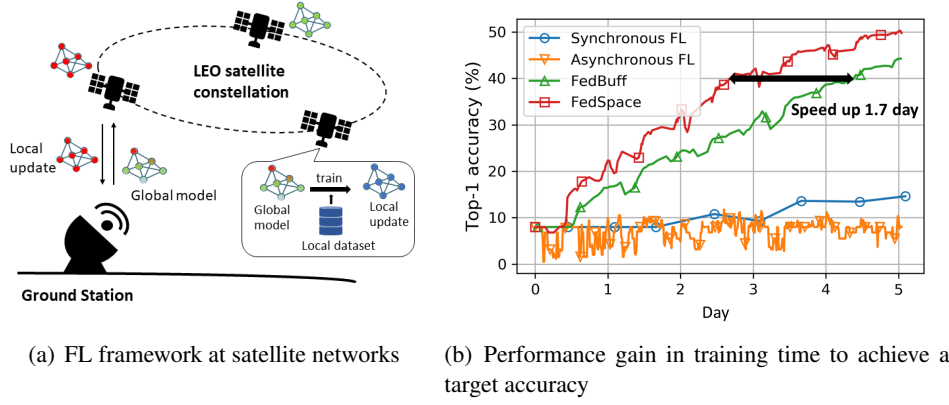 LEO satellite
constellation
Local
update
Global model
train
Global
model
Local
update
Local dataset
Ground Station
(a) FL framework at satellite networks
50
40
30
20
10
0
Top-1 accuracy (%)
Synchronous FL
Asynchronous FL
FedBuff
FedSpace
Speed up 1.7 day
0 1 2 3 4 5
Day
(b) Performance gain in training time to achieve a
target accuracy